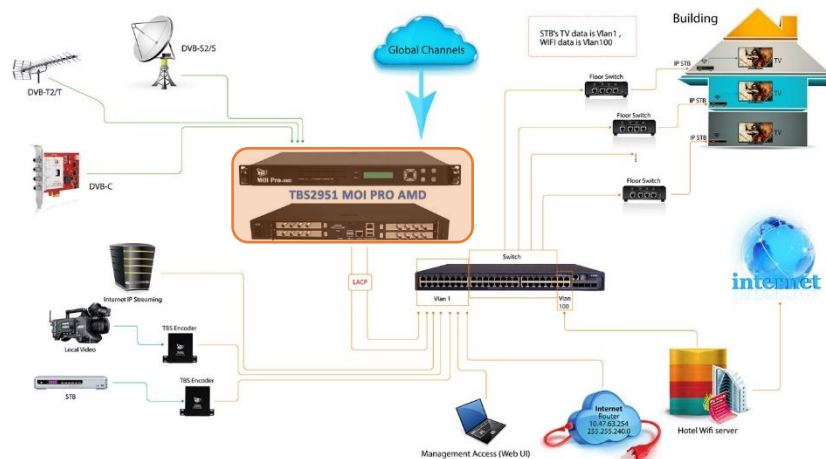 Building
STB's TV data is Vlan1 ,
WIFI data is Vlan100
DVB-S2/S
DVB-T2/T
DVB-C
Global Channels
Floor Switch
IP STB
TV
Floor Switch
IP STB
TV
IP STB
TV
Floor Switch
MOI PRO-AMD
TBS2951 MOI PRO AMD
LACP
Switch
Vlan 1
Vlan
100
internet
Internet IP Streaming
Local Video
TBS Encoder
STB
TBS Encoder
Management Access (Web UI)
Internet
Router
10.47.63.254
255.255.240.0
Hotel Wifi server